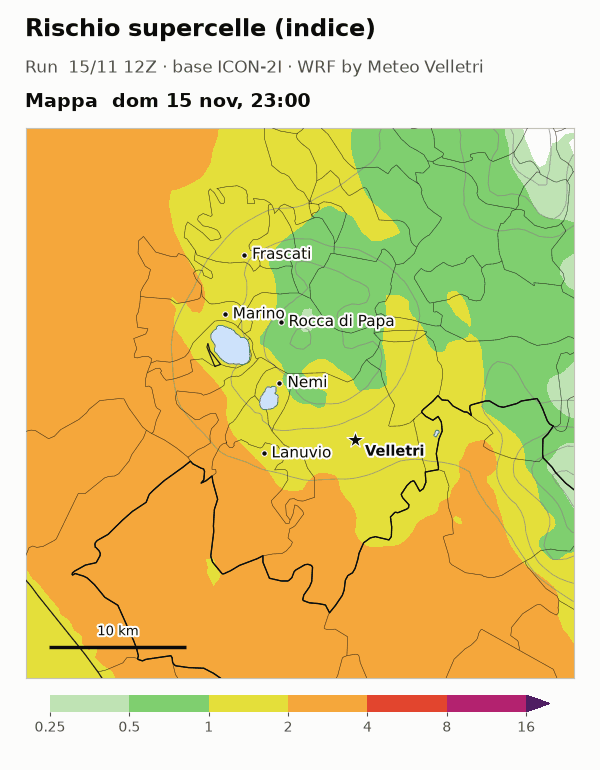 Rischio supercelle (indice)
Run  15/11 12Z · base ICON-2I · WRF by Meteo Velletri
Mappa  dom 15 nov, 23:00
Frascati
Marino
Rocca di Papa
Nemi
Velletri
Lanuvio
10 km
0.25 0.5 1 2 4 8 16